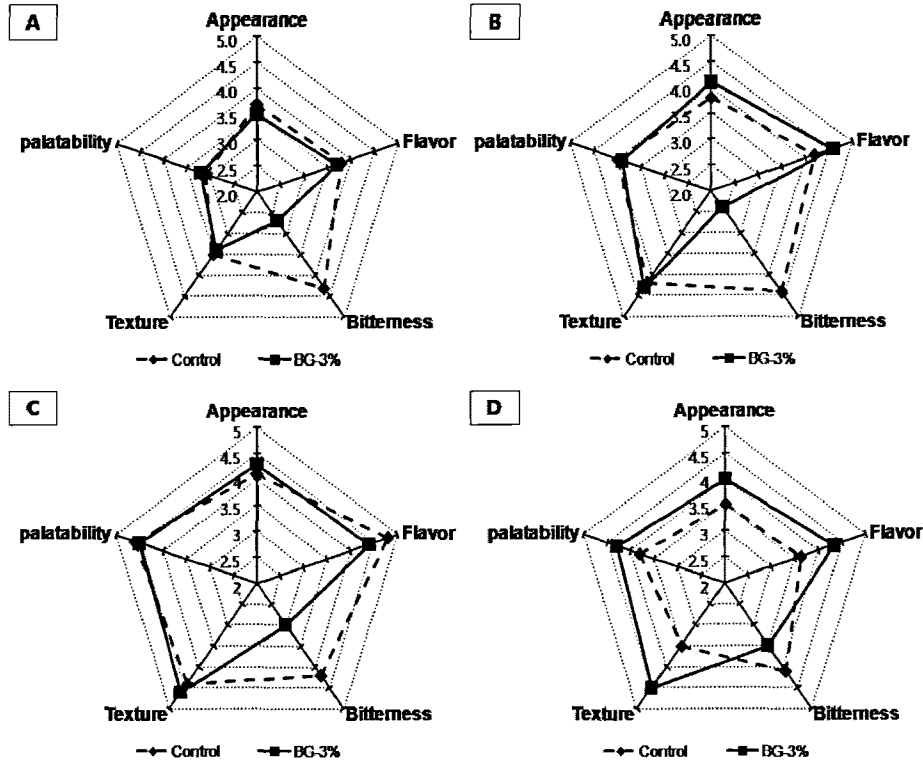 A
Appearance
5.0
4.5
4.0
3.5
3.0
2.5
2.0
palatability
Flavor
Texture
Bitterness
Control
BG-3%
B
Appearance
5.0
4.5
4.0
3.5
3.0
2.5
2.0
palatability
Flavor
Texture
Bitterness
Control
BG-3%
C
Appearance
5
4.5
4
3.5
3
2.5
2
palatability
Flavor
Texture
Bitterness
Control
BG-3%
D
Appearance
5
4.5
4
3.5
3
2.5
2
palatability
Flavor
Texture
Bitterness
Control
BG-3%